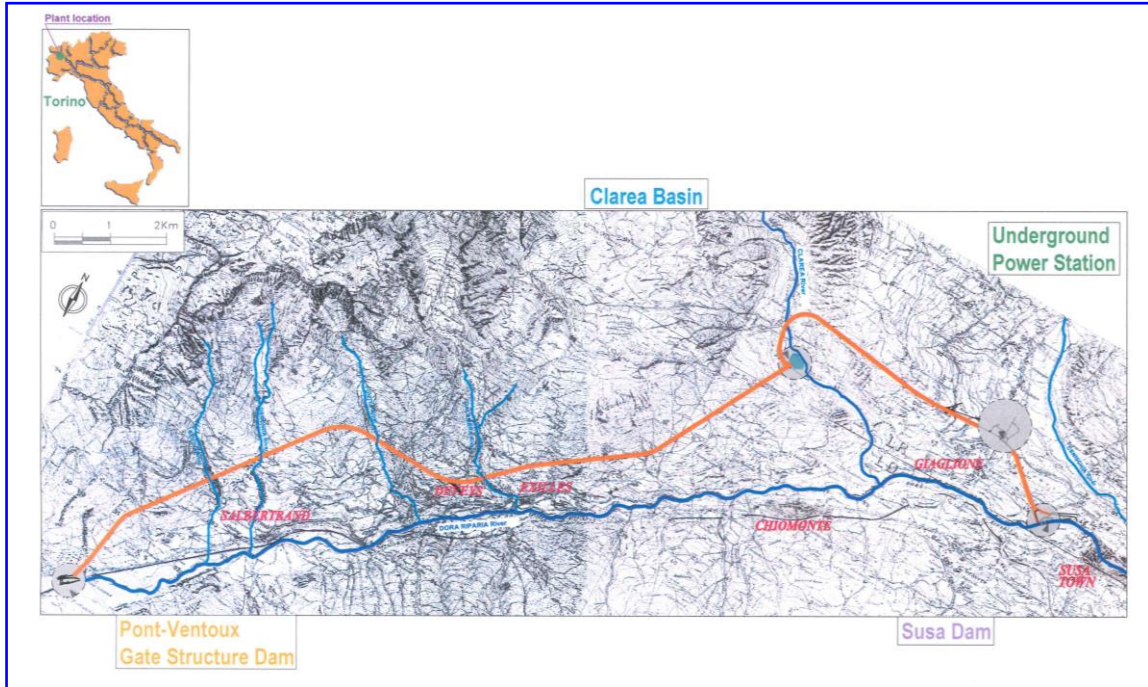 Plant location
Torino
Clarea Basin
0 1 2Km
Underground
Power Station
N
CLAREA River
GIAGLIONE
DEVEYS
EXILLES
SALBERTRAND
DORA RIPARIA River
CHIOMONTE
SUSA
TOWN
Pont-Ventoux
Gate Structure Dam
Susa Dam